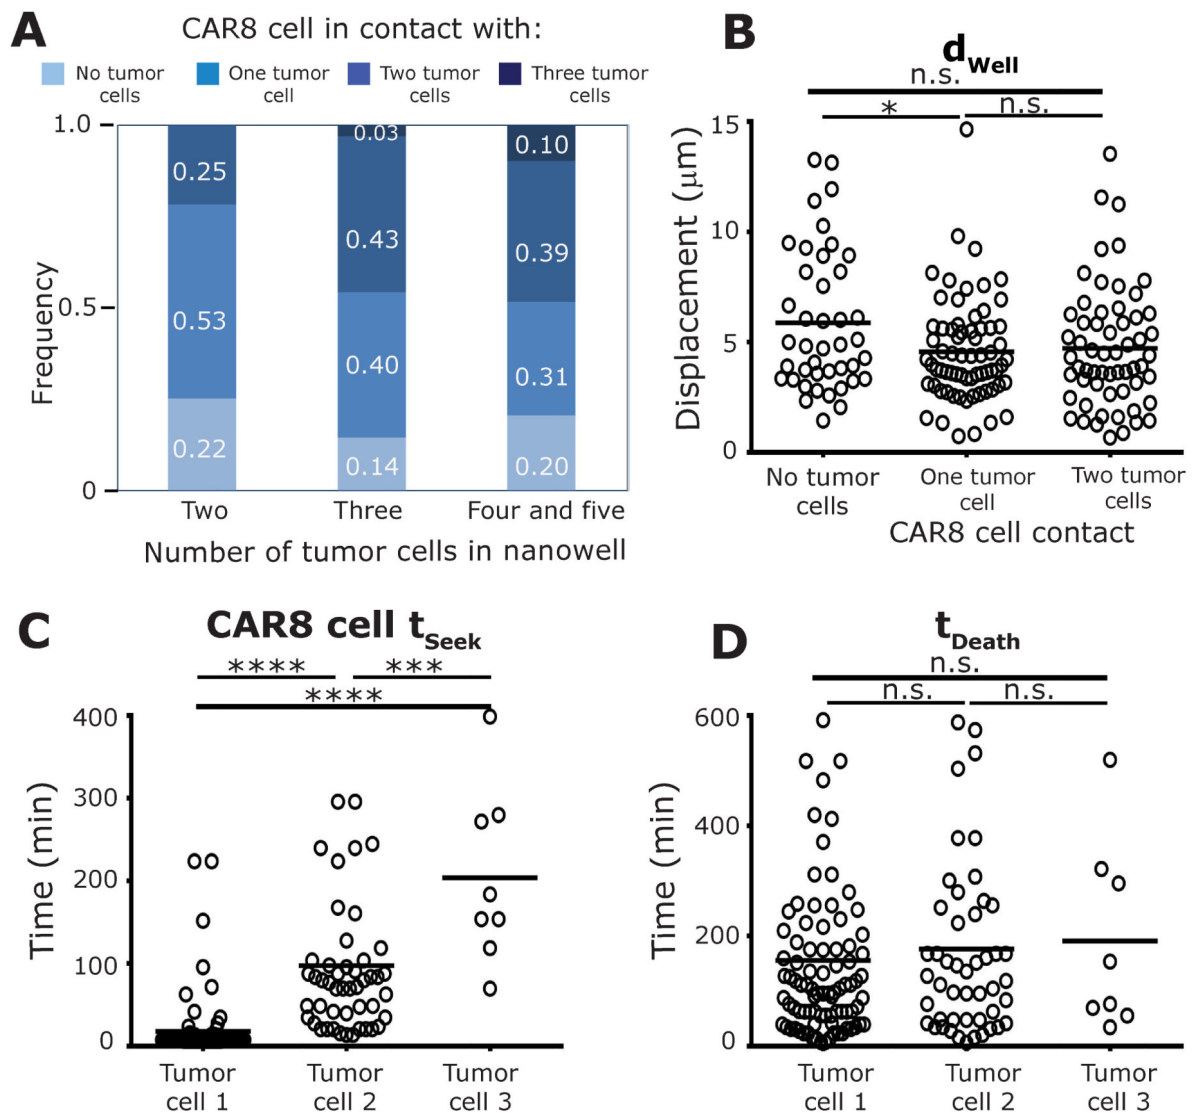 A
CAR8 cell in contact with:
No tumor cells
One tumor cell
Two tumor cells
Three tumor cells
Frequency
1.0
0.5
0
0.25
0.53
0.22
0.03
0.43
0.40
0.14
0.10
0.39
0.31
0.20
Two
Three
Four and five
Number of tumor cells in nanowell
B
dWell
n.s.
*
n.s.
Displacement (μm)
15
10
5
0
No tumor cells
One tumor cell
Two tumor cells
CAR8 cell contact
C
CAR8 cell tSeek
****
***
****
Time (min)
400
300
200
100
0
Tumor cell 1
Tumor cell 2
Tumor cell 3
D
tDeath
n.s.
n.s.
n.s.
Time (min)
600
400
200
0
Tumor cell 1
Tumor cell 2
Tumor cell 3